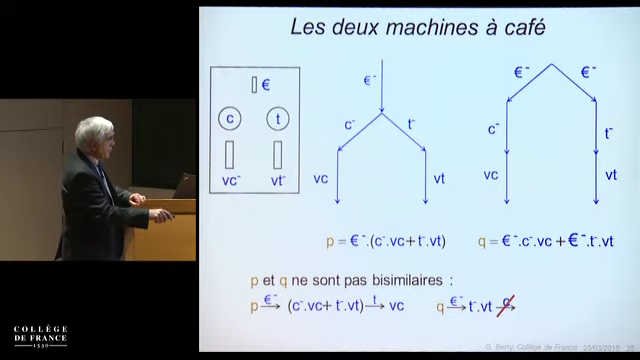 Les deux machines à café
€
c t
vc⁻ vt⁻
€⁻
c⁻ t⁻
vc vt
€⁻ €⁻
c⁻ t⁻
vc vt
p = €⁻.(c⁻.vc + t⁻.vt)
q = €⁻.c⁻.vc + €⁻.t⁻.vt
p et q ne sont pas bisimilaires :
p €⁻→ (c⁻.vc + t⁻.vt) t→ vc
q €⁻→ t⁻.vt c→
COLLÈGE
DE FRANCE
1530
G. Berry, Collège de France 25/03/2015 36